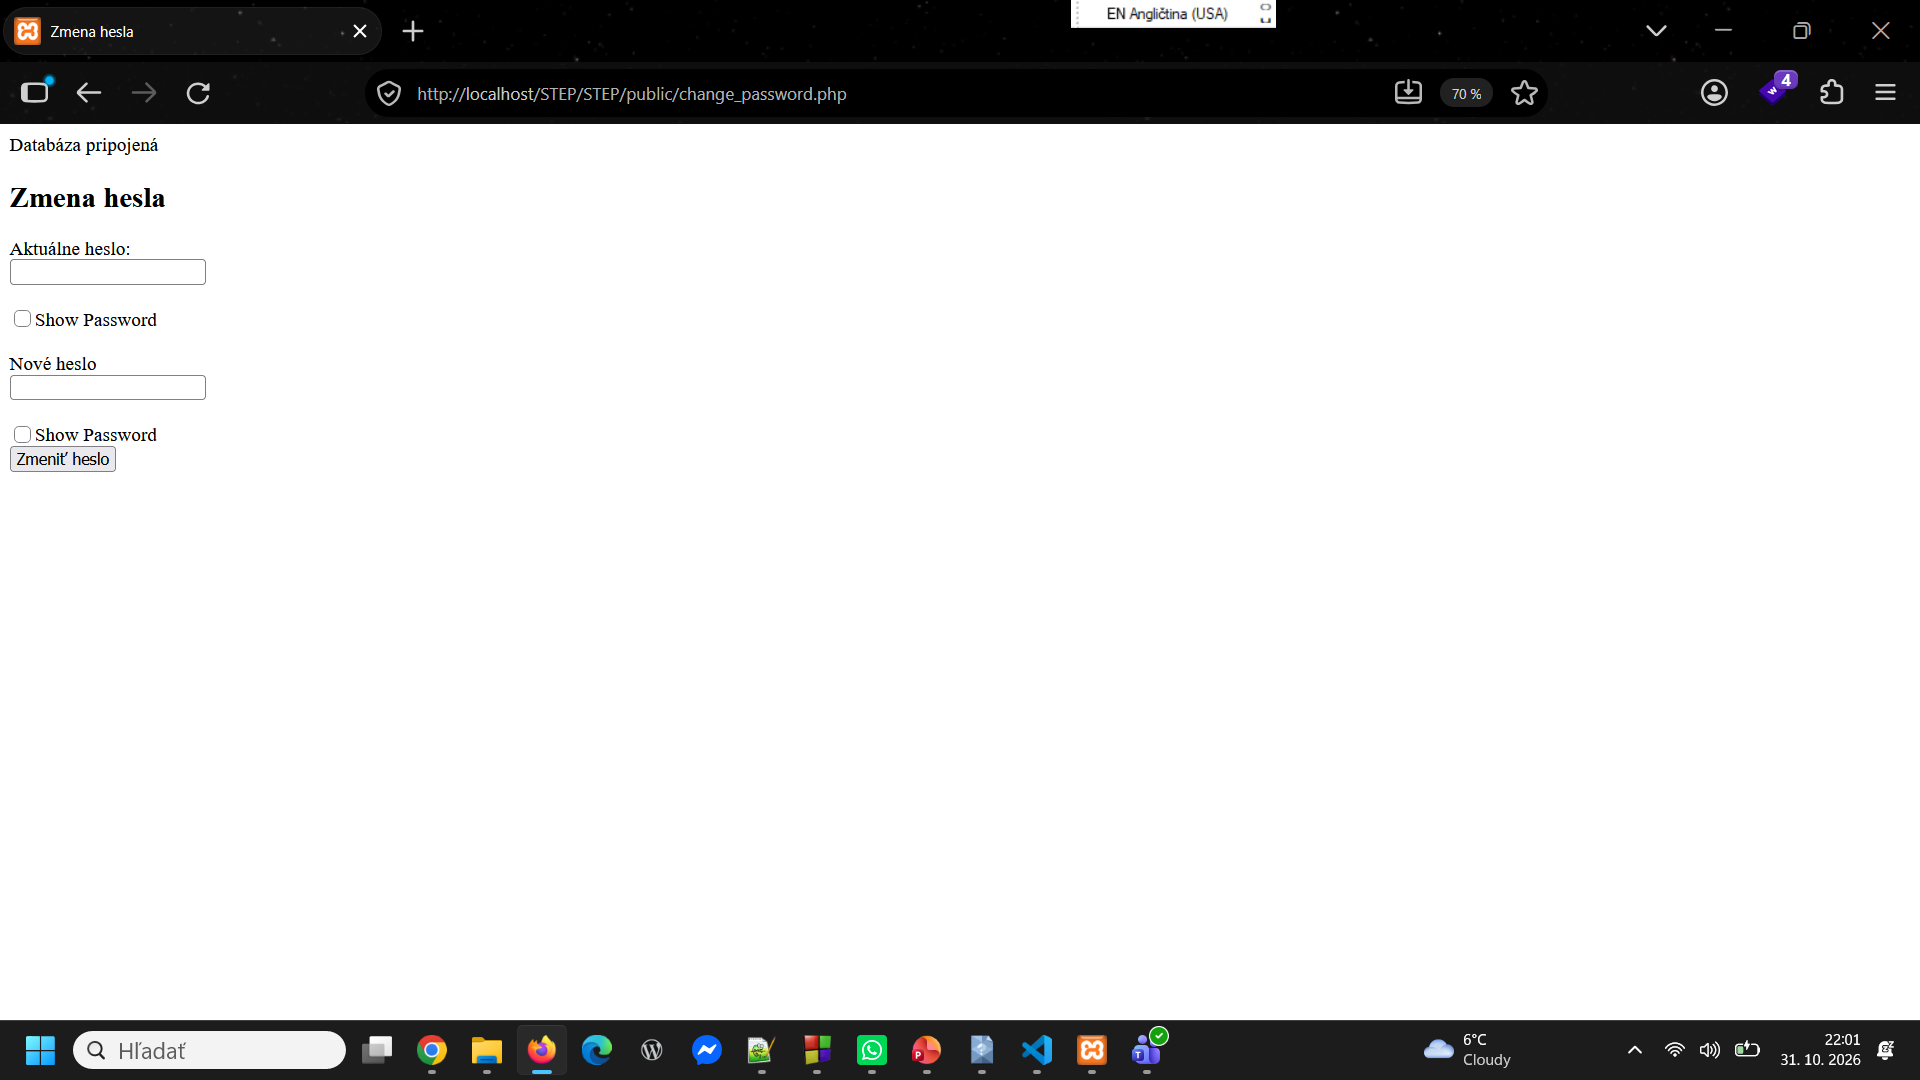 Zmena hesla
EN Angličtina (USA)
http://localhost/STEP/STEP/public/change_password.php
70 %
4
Databáza pripojená
Zmena hesla
Aktuálne heslo:
Show Password
Nové heslo
Show Password
Zmeniť heslo
Hľadať
6°C
Cloudy
22:01
31. 10. 2026